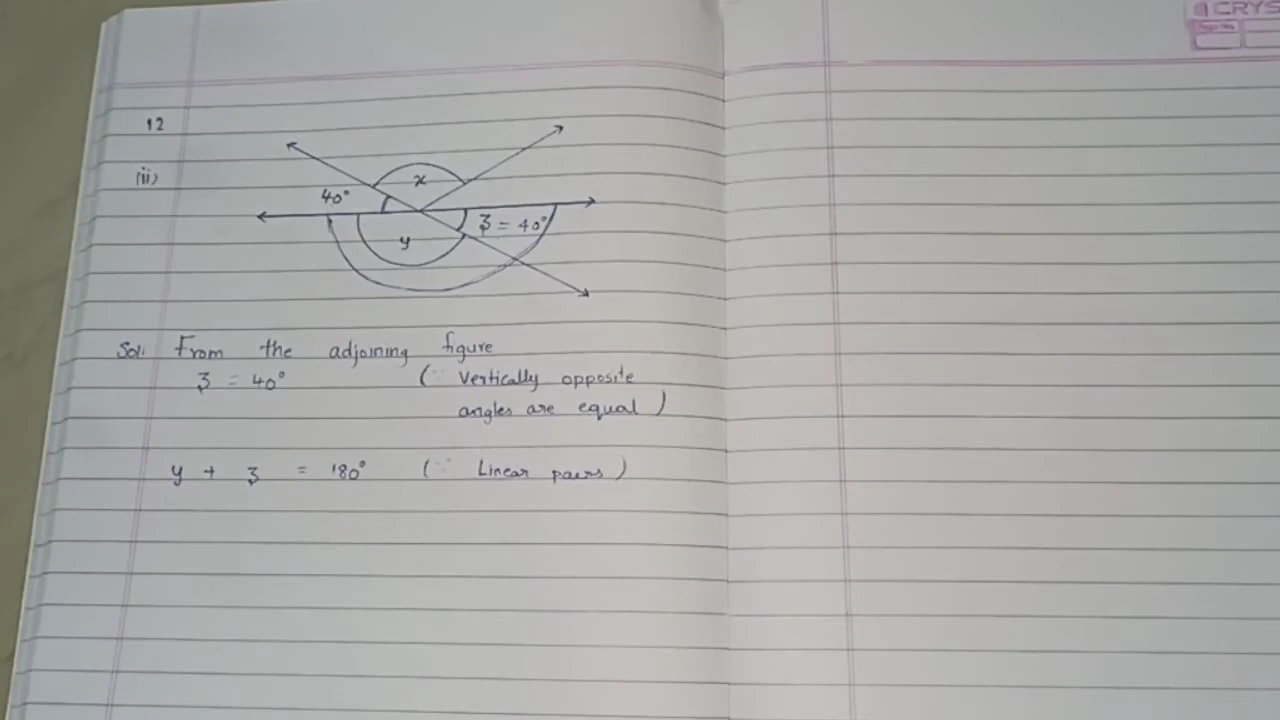 CRYS
12
(ii)
40°
x
z = 40°
y
Sol: From the adjoining figure
z = 40° (∵ Vertically opposite
angles are equal)
y + z = 180° (∵ Linear pairs)